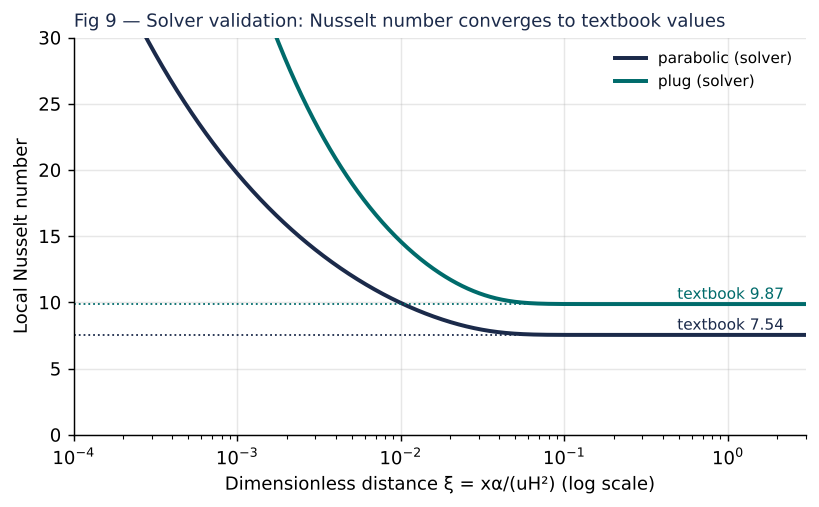 Fig 9 — Solver validation: Nusselt number converges to textbook values
30
25
20
15
10
5
0
Local Nusselt number
parabolic (solver)
plug (solver)
textbook 9.87
textbook 7.54
10⁻⁴ 10⁻³ 10⁻² 10⁻¹ 10⁰
Dimensionless distance ξ = xα/(uH²) (log scale)